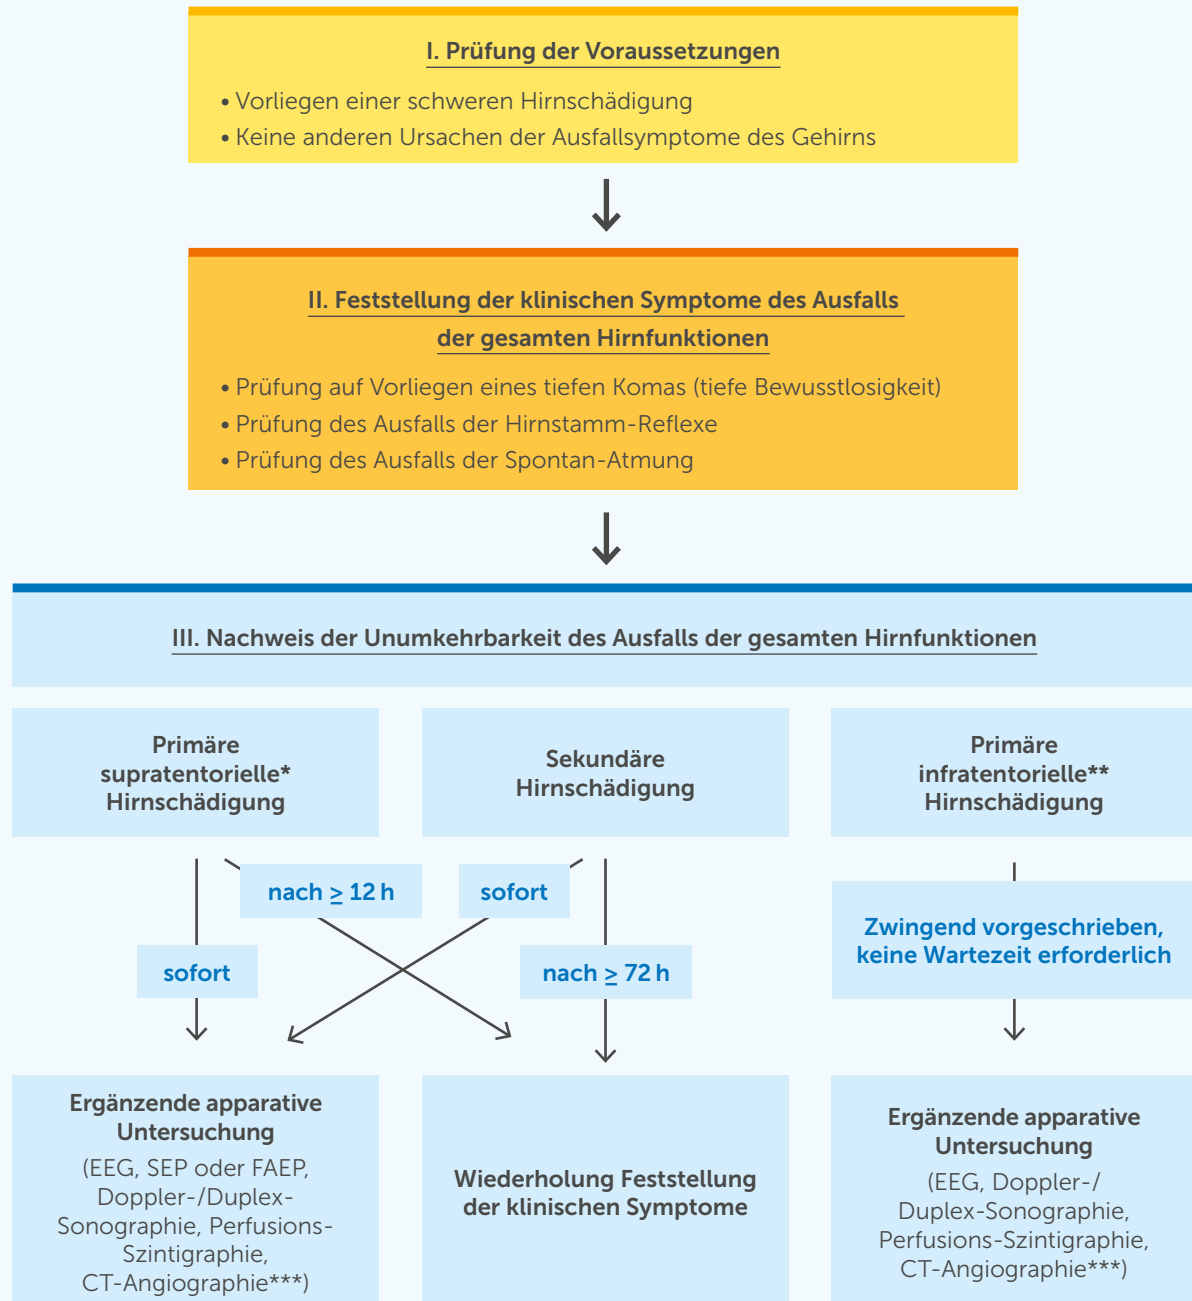 I. Prüfung der Voraussetzungen
• Vorliegen einer schweren Hirnschädigung
• Keine anderen Ursachen der Ausfallsymptome des Gehirns
II. Feststellung der klinischen Symptome des Ausfalls
der gesamten Hirnfunktionen
• Prüfung auf Vorliegen eines tiefen Komas (tiefe Bewusstlosigkeit)
• Prüfung des Ausfalls der Hirnstamm-Reflexe
• Prüfung des Ausfalls der Spontan-Atmung
III. Nachweis der Unumkehrbarkeit des Ausfalls der gesamten Hirnfunktionen
Primäre
supratentorielle*
Hirnschädigung
Sekundäre
Hirnschädigung
Primäre
infratentorielle**
Hirnschädigung
nach ≥ 12 h
sofort
sofort
nach ≥ 72 h
Zwingend vorgeschrieben,
keine Wartezeit erforderlich
Ergänzende apparative
Untersuchung
(EEG, SEP oder FAEP,
Doppler-/Duplex-
Sonographie, Perfusions-
Szintigraphie,
CT-Angiographie***)
Wiederholung Feststellung
der klinischen Symptome
Ergänzende apparative
Untersuchung
(EEG, Doppler-/
Duplex-Sonographie,
Perfusions-Szintigraphie,
CT-Angiographie***)